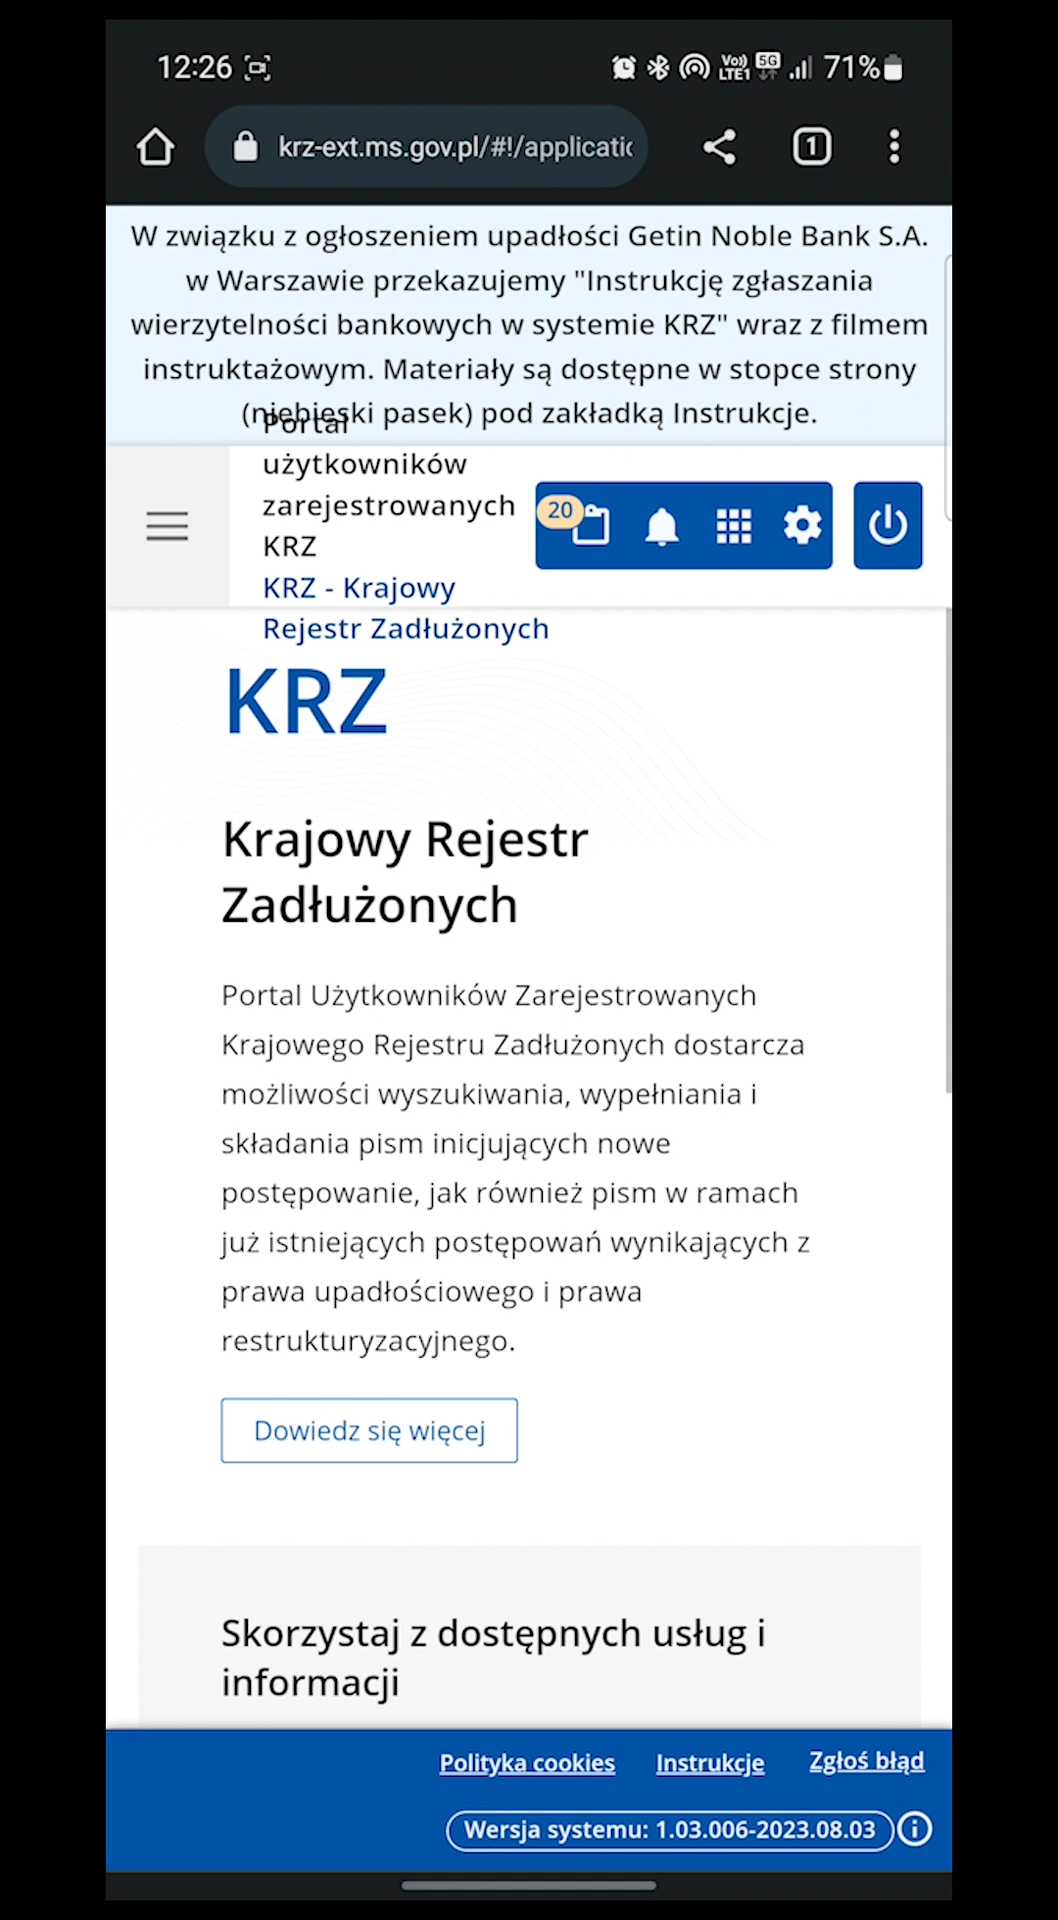 12:26
Vo)) LTE1 5G 71%
krz-ext.ms.gov.pl/#!/applicatic
1
W związku z ogłoszeniem upadłości Getin Noble Bank S.A.
w Warszawie przekazujemy "Instrukcję zgłaszania
wierzytelności bankowych w systemie KRZ" wraz z filmem
instruktażowym. Materiały są dostępne w stopce strony
(niebieski pasek) pod zakładką Instrukcje.
Portal
użytkowników
zarejestrowanych
KRZ
KRZ - Krajowy
Rejestr Zadłużonych
20
KRZ
Krajowy Rejestr
Zadłużonych
Portal Użytkowników Zarejestrowanych
Krajowego Rejestru Zadłużonych dostarcza
możliwości wyszukiwania, wypełniania i
składania pism inicjujących nowe
postępowanie, jak również pism w ramach
już istniejących postępowań wynikających z
prawa upadłościowego i prawa
restrukturyzacyjnego.
Dowiedz się więcej
Skorzystaj z dostępnych usług i
informacji
Polityka cookies Instrukcje Zgłoś błąd
Wersja systemu: 1.03.006-2023.08.03